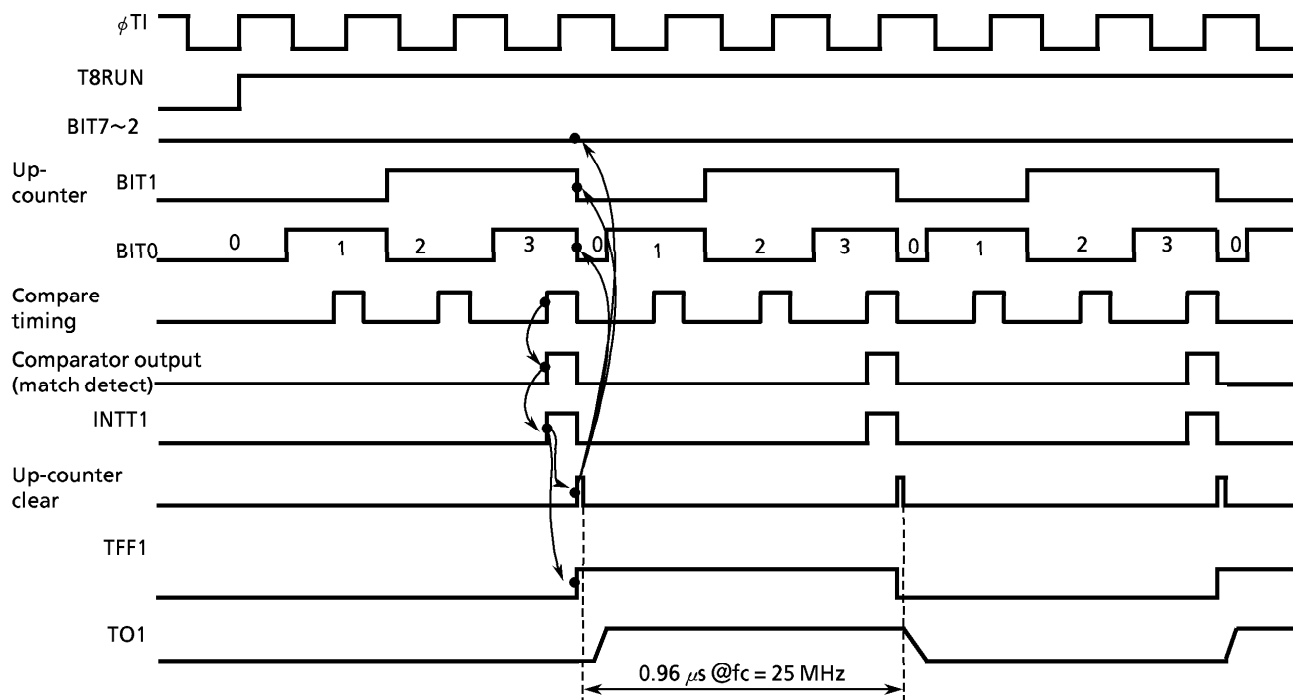 ϕTI
T8RUN
BIT7~2
Up-
counter
BIT1
BIT0
0 1 2 3 0 1 2 3 0 1 2 3 0
Compare
timing
Comparator output
(match detect)
INTT1
Up-counter
clear
TFF1
TO1
0.96 μs @fc = 25 MHz